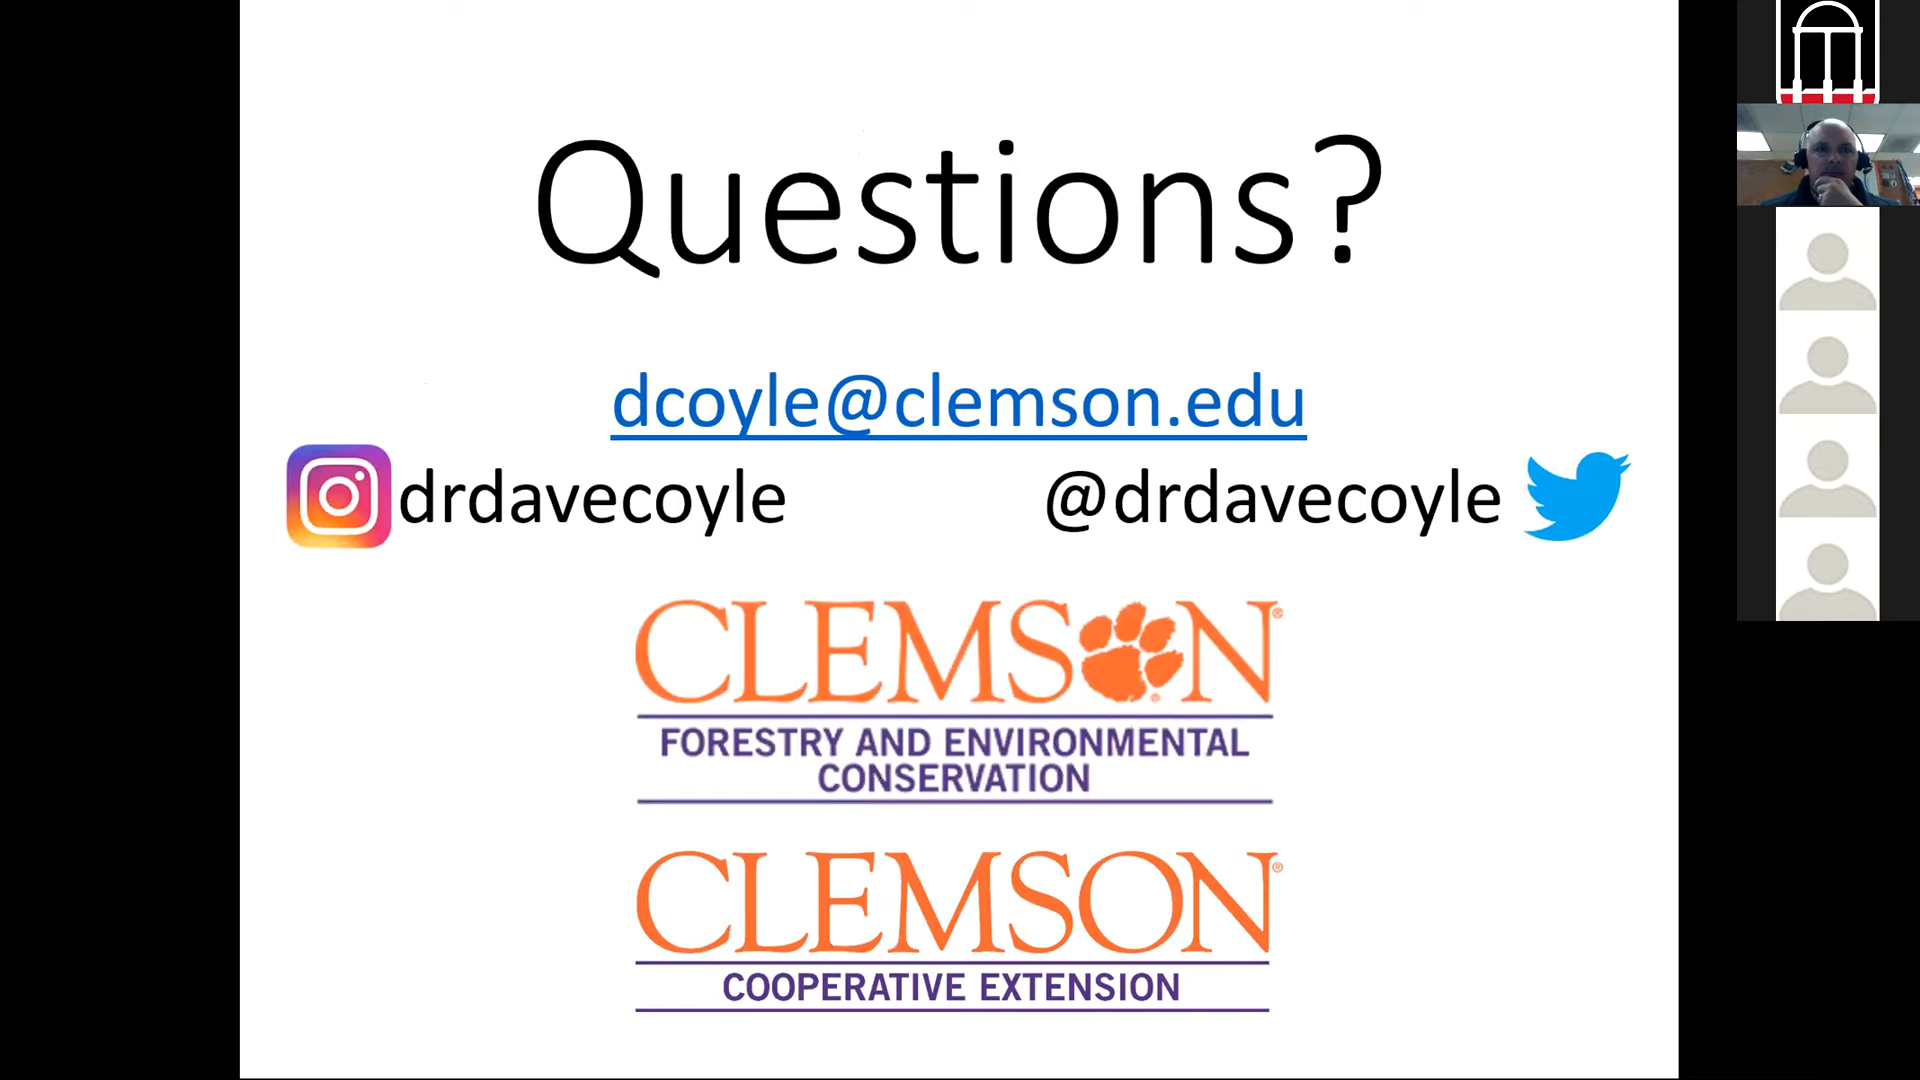 Questions?
dcoyle@clemson.edu
drdavecoyle
@drdavecoyle
CLEMSON®
FORESTRY AND ENVIRONMENTAL
CONSERVATION
CLEMSON®
COOPERATIVE EXTENSION